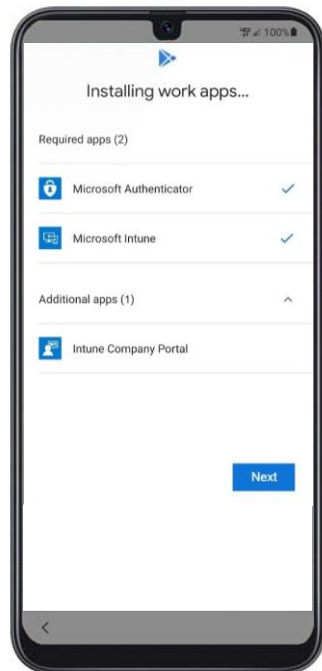 100%
Installing work apps...
Required apps (2)
Microsoft Authenticator
Microsoft Intune
Additional apps (1)
Intune Company Portal
Next